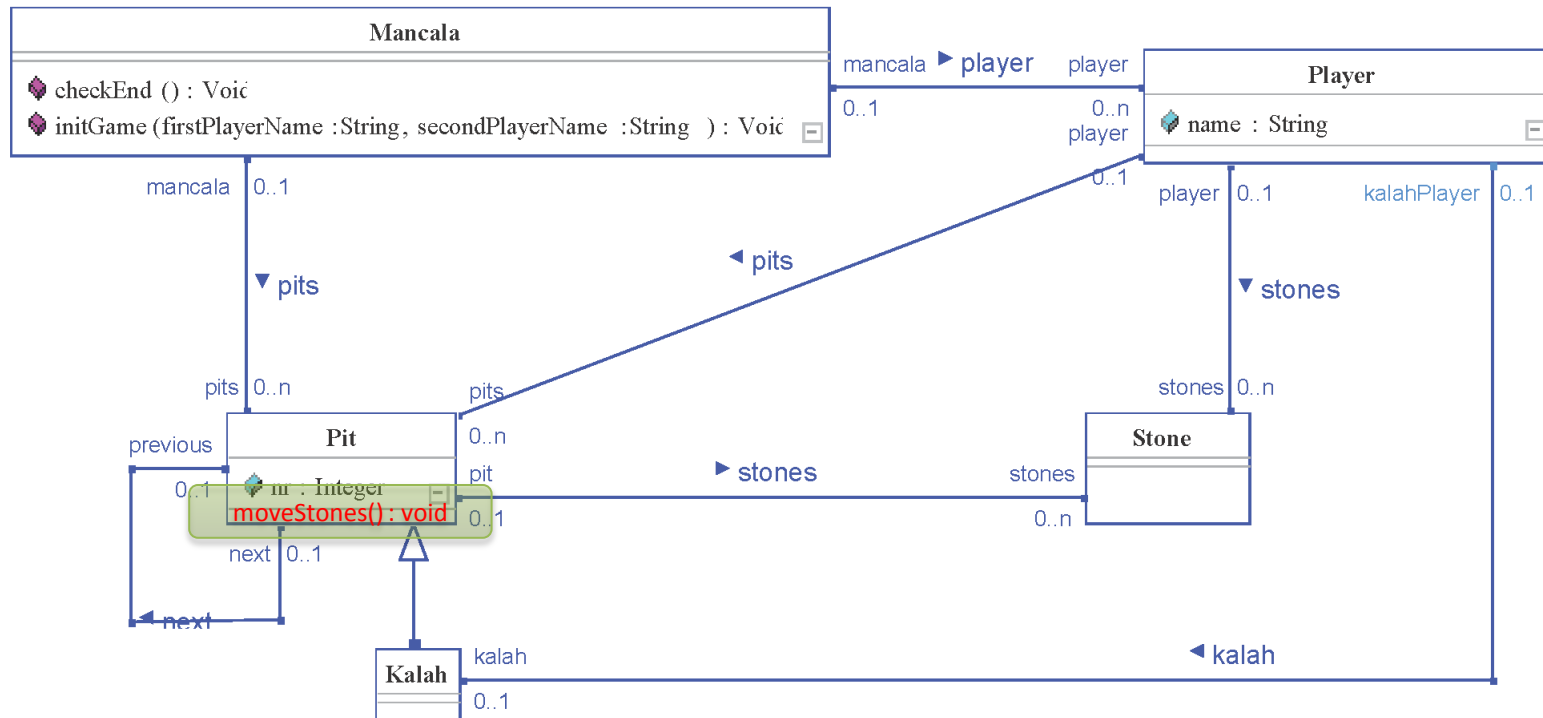 Mancala
checkEnd () : Void
initGame (firstPlayerName :String, secondPlayerName :String ) : Void
mancala
player
player
0..1
0..n
Player
name : String
player
0..1
mancala
0..1
player
0..1
kalahPlayer
0..1
pits
pits
stones
pits
0..n
pits
0..n
stones
0..n
Pit
nr : Integer
moveStones() : void
previous
0..1
next
0..1
next
pit
0..1
stones
stones
0..n
Stone
Kalah
kalah
0..1
kalah